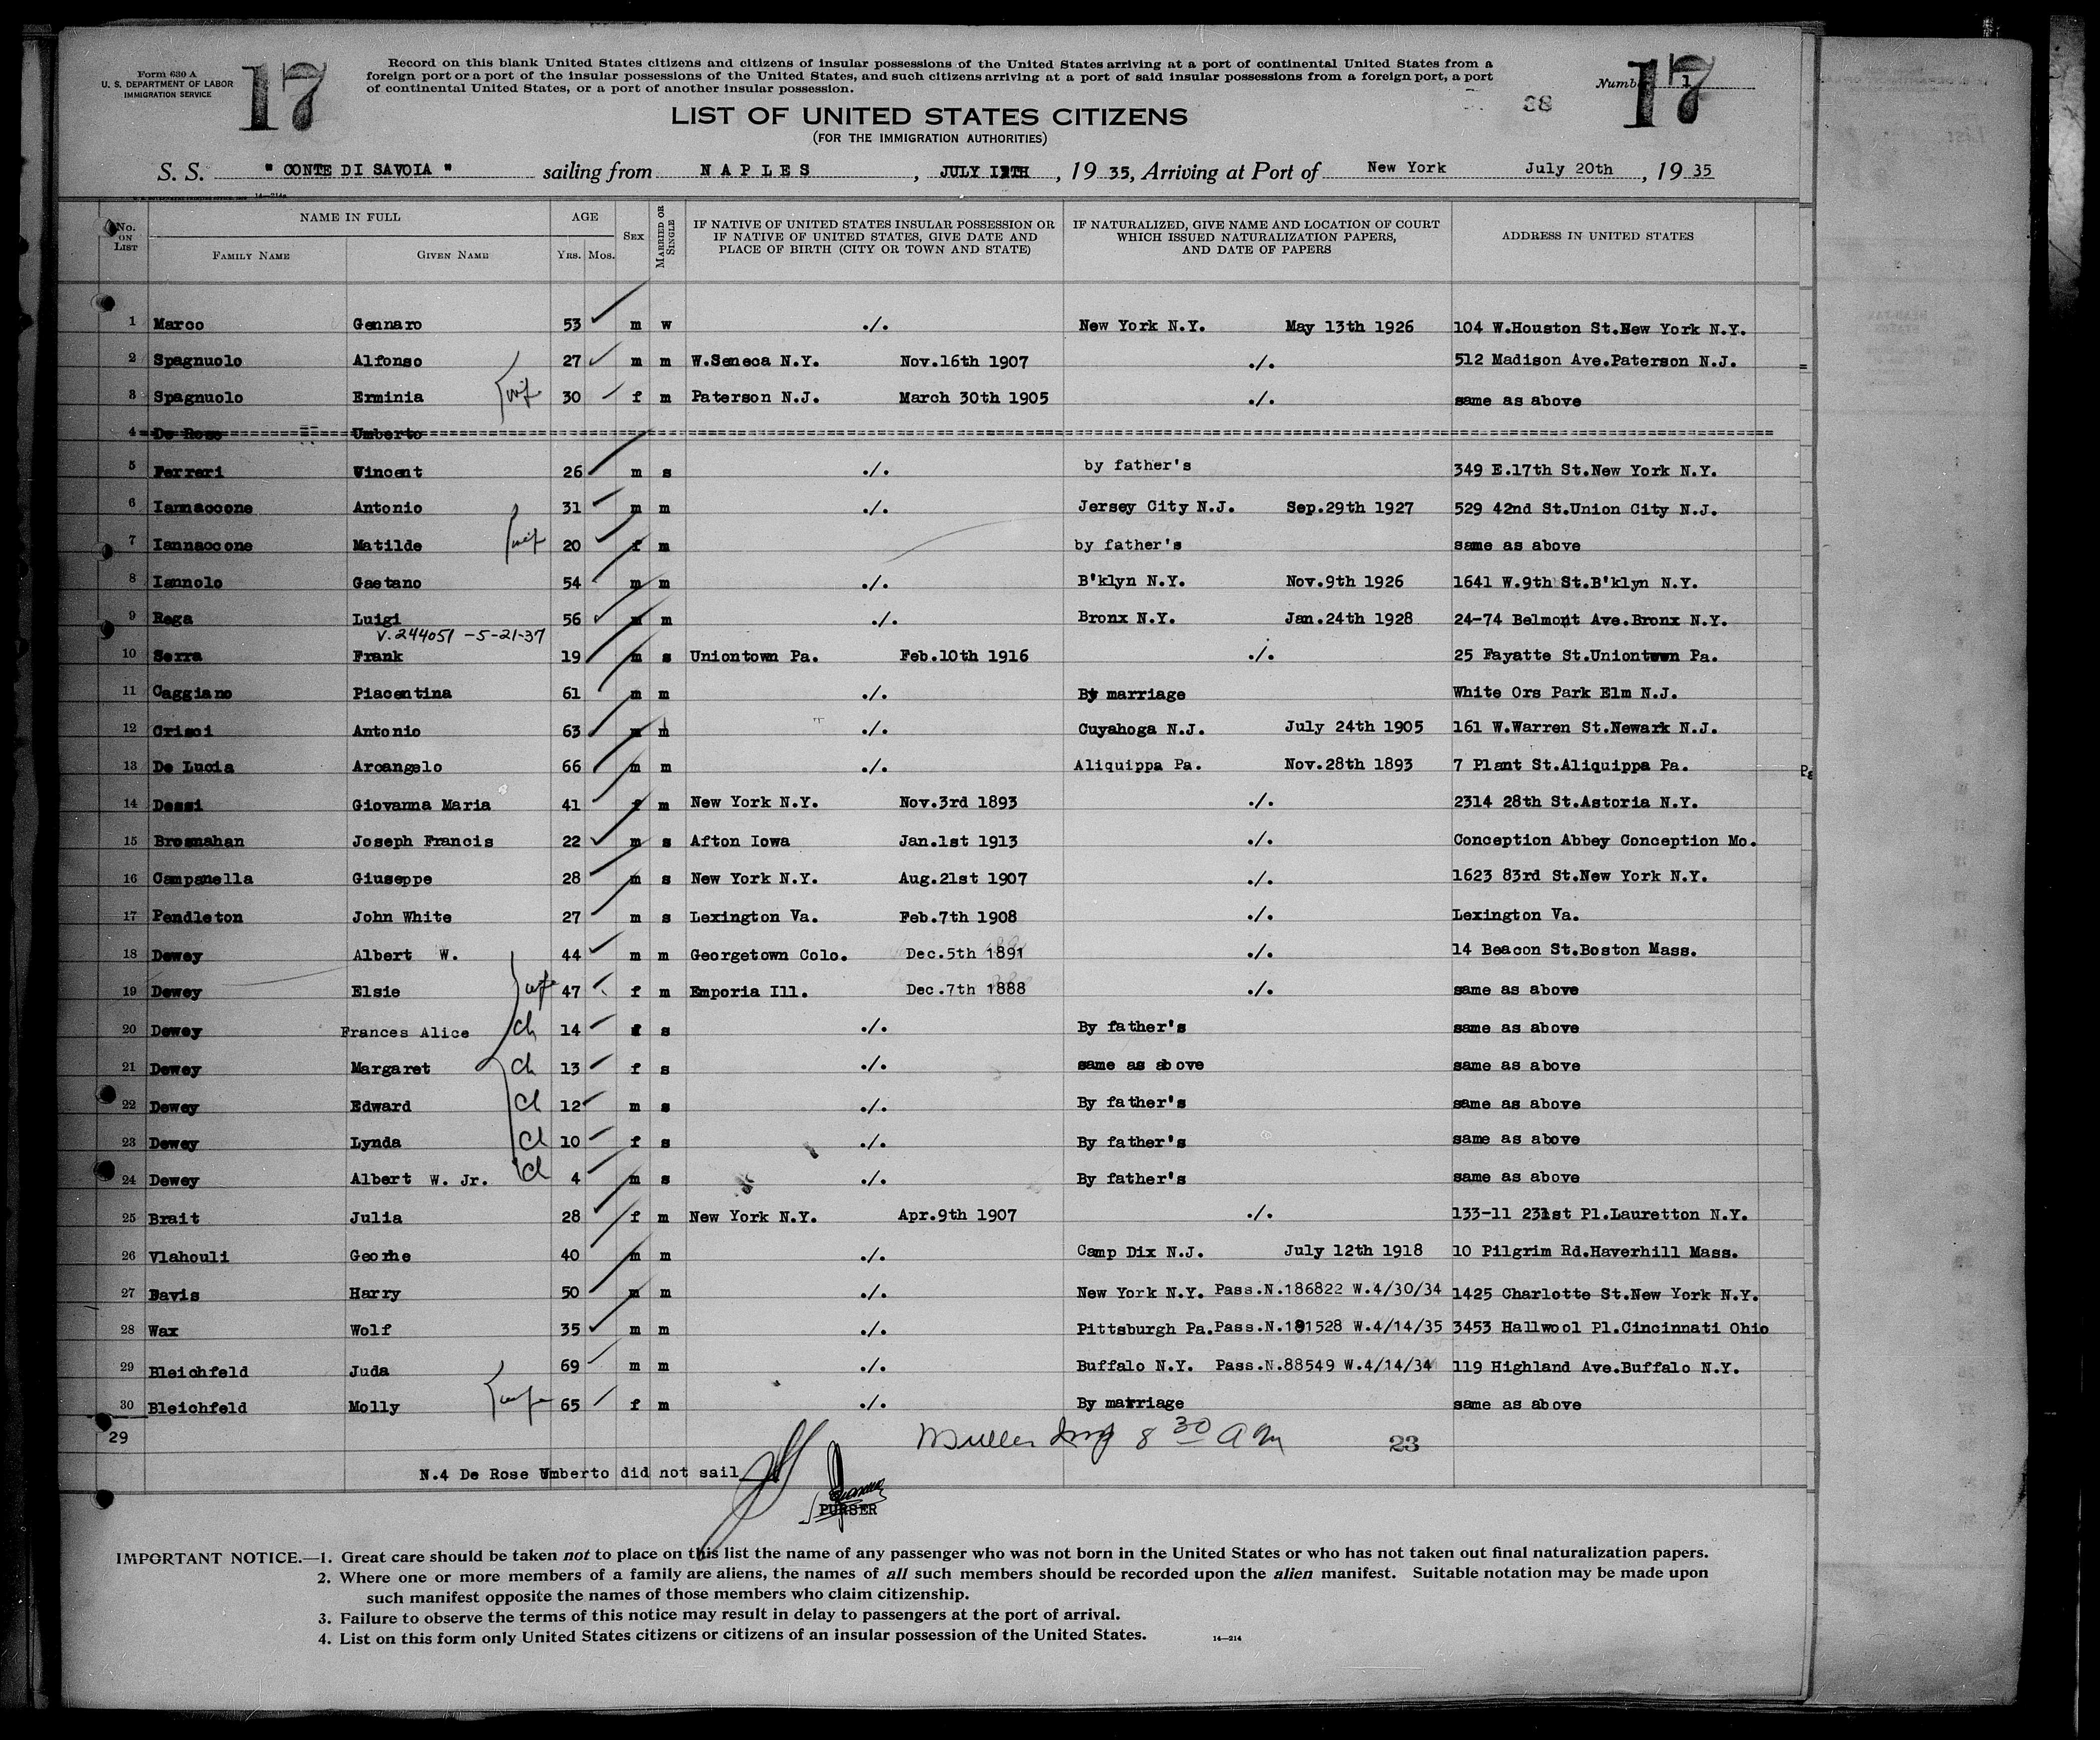 Form 630 A
U. S. DEPARTMENT OF LABOR
IMMIGRATION SERVICE
17
Record on this blank United States citizens and citizens of insular possessions of the United States arriving at a port of continental United States from a
foreign port or a port of the insular possessions of the United States, and such citizens arriving at a port of said insular possessions from a foreign port, a port
of continental United States, or a port of another insular possession.
Number 1
17
38
LIST OF UNITED STATES CITIZENS
(FOR THE IMMIGRATION AUTHORITIES)
S. S. " CONTE DI SAVOIA " sailing from NAPLES , JULY , 19 35, Arriving at Port of New York July 20th , 19 35
No. ON LIST NAME IN FULL FAMILY NAME GIVEN NAME AGE YRS. MOS. SEX MARRIED OR SINGLE IF NATIVE OF UNITED STATES INSULAR POSSESSION OR IF NATIVE OF UNITED STATES, GIVE DATE AND PLACE OF BIRTH (CITY OR TOWN AND STATE) IF NATURALIZED, GIVE NAME AND LOCATION OF COURT WHICH ISSUED NATURALIZATION PAPERS, AND DATE OF PAPERS ADDRESS IN UNITED STATES
1 Marco Gennaro 53 m w ./. New York N.Y. May 13th 1926 104 W.Houston St.New York N.Y.
2 Spagnuolo Alfonso 27 m m W.Seneca N.Y. Nov.16th 1907 ./. 512 Madison Ave.Paterson N.J.
3 Spagnuolo Erminia wif 30 f m Paterson N.J. March 30th 1905 ./. same as above
4 De Rose Umberto
5 Ferrari Vincent 26 m s ./. by father's 349 E.17th St.New York N.Y.
6 Iannaccone Antonio 31 m m ./. Jersey City N.J. Sep.29th 1927 529 42nd St.Union City N.J.
7 Iannaccone Matilde wif 20 f m by father's same as above
8 Iannolo Gaetano 54 m m ./. B'klyn N.Y. Nov.9th 1926 1641 W.9th St.B'klyn N.Y.
9 Rega Luigi 56 m m ./. Bronx N.Y. Jan.24th 1928 24-74 Belmont Ave.Bronx N.Y.
V.244051 -5-21-37
10 Serra Frank 19 m s Uniontown Pa. Feb.10th 1916 ./. 25 Fayatte St.Uniontown Pa.
11 Caggiano Piacentina 61 m m ./. By marriage White Ors Park Elm N.J.
12 Crisci Antonio 63 m m ./. Cuyahoga N.J. July 24th 1905 161 W.Warren St.Newark N.J.
13 De Lucia Arcangelo 66 m m ./. Aliquippa Pa. Nov.28th 1893 7 Plant St.Aliquippa Pa.
14 Dessi Giovanna Maria 41 f m New York N.Y. Nov.3rd 1893 ./. 2314 28th St.Astoria N.Y.
15 Brosnahan Joseph Francis 22 m s Afton Iowa Jan.1st 1913 ./. Conception Abbey Conception Mo.
16 Campanella Giuseppe 28 m s New York N.Y. Aug.21st 1907 ./. 1623 83rd St.New York N.Y.
17 Pendleton John White 27 m s Lexington Va. Feb.7th 1908 ./. Lexington Va.
18 Dewey Albert W. 44 m m Georgetown Colo. Dec.5th 1891 ./. 14 Beacon St.Boston Mass.
19 Dewey Elsie wife 47 f m Emporia Ill. Dec.7th 1888 ./. same as above
20 Dewey Frances Alice ch 14 f s ./. By father's same as above
21 Dewey Margaret ch 13 f s ./. same as above same as above
22 Dewey Edward ch 12 m s ./. By father's same as above
23 Dewey Lynda ch 10 f s ./. By father's same as above
24 Dewey Albert W. Jr. ch 4 m s ./. By father's same as above
25 Brait Julia 28 f m New York N.Y. Apr.9th 1907 ./. 133-11 231st Pl.Lauretton N.Y.
26 Vlahouli Georhe 40 m m ./. Camp Dix N.J. July 12th 1918 10 Pilgrim Rd.Haverhill Mass.
27 Davis Harry 50 m m ./. New York N.Y. Pass.N.186822 W.4/30/34 1425 Charlotte St.New York N.Y.
28 Wax Wolf 35 m m ./. Pittsburgh Pa.Pass.N.181528 W.4/14/35 3453 Hallwool Pl.Cincinnati Ohio
29 Bleichfeld Juda 69 m m ./. Buffalo N.Y. Pass.N.88549 W.4/14/34 119 Highland Ave.Buffalo N.Y.
30 Bleichfeld Molly wife 65 f m ./. By marriage same as above
29 8 30 am 23
N.4 De Rose Umberto did not sail
PURSER
IMPORTANT NOTICE.—1. Great care should be taken not to place on this list the name of any passenger who was not born in the United States or who has not taken out final naturalization papers.
2. Where one or more members of a family are aliens, the names of all such members should be recorded upon the alien manifest. Suitable notation may be made upon
such manifest opposite the names of those members who claim citizenship.
3. Failure to observe the terms of this notice may result in delay to passengers at the port of arrival.
4. List on this form only United States citizens or citizens of an insular possession of the United States. 14—214